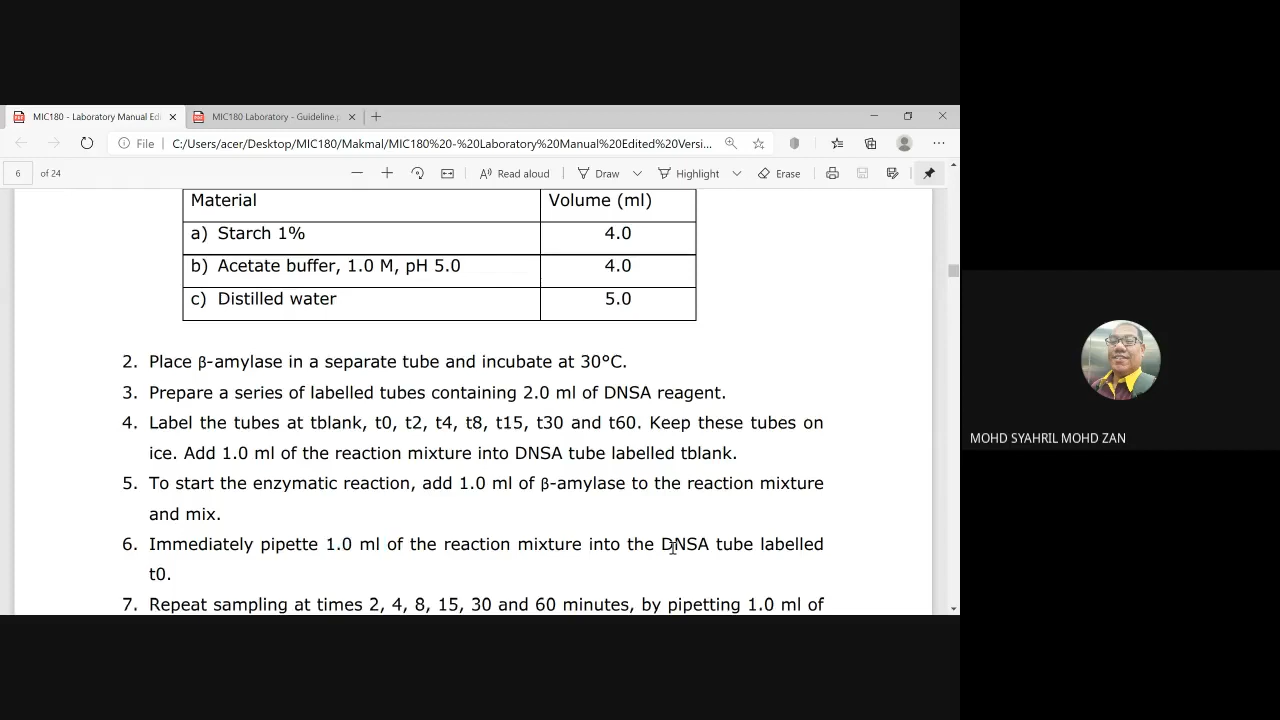 MIC180 - Laboratory Manual Edi
MIC180 Laboratory - Guideline.p
File
C:/Users/acer/Desktop/MIC180/Makmal/MIC180%20-%20Laboratory%20Manual%20Edited%20Versi...
6 of 24
Read aloud
Draw
Highlight
Erase
Material Volume (ml)
a) Starch 1% 4.0
b) Acetate buffer, 1.0 M, pH 5.0 4.0
c) Distilled water 5.0
2. Place β-amylase in a separate tube and incubate at 30°C.
3. Prepare a series of labelled tubes containing 2.0 ml of DNSA reagent.
4. Label the tubes at tblank, t0, t2, t4, t8, t15, t30 and t60. Keep these tubes on
ice. Add 1.0 ml of the reaction mixture into DNSA tube labelled tblank.
5. To start the enzymatic reaction, add 1.0 ml of β-amylase to the reaction mixture
and mix.
6. Immediately pipette 1.0 ml of the reaction mixture into the DNSA tube labelled
t0.
7. Repeat sampling at times 2, 4, 8, 15, 30 and 60 minutes, by pipetting 1.0 ml of
MOHD SYAHRIL MOHD ZAN